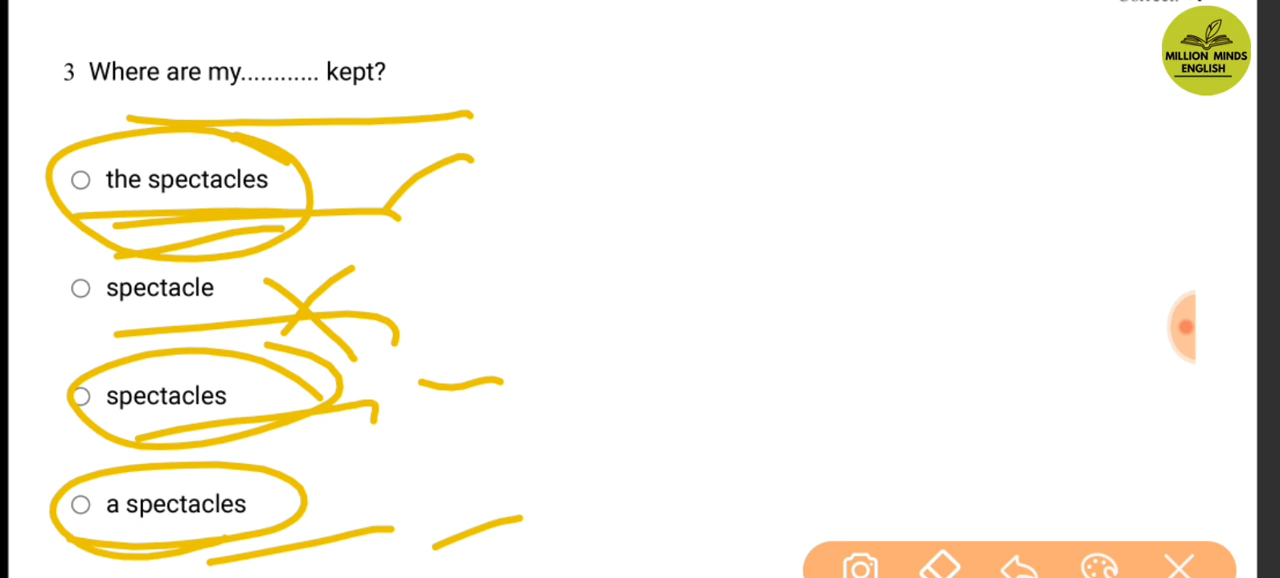 MILLION MINDS
ENGLISH
3 Where are my............ kept?
the spectacles
spectacle
spectacles
a spectacles